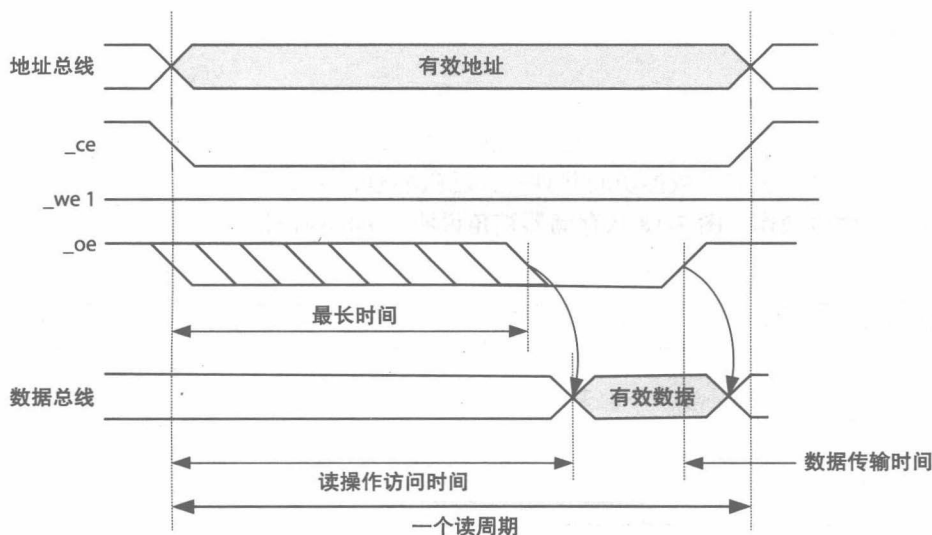 地址总线
有效地址
_ce
_we 1
_oe
最长时间
数据总线
有效数据
数据传输时间
读操作访问时间
一个读周期